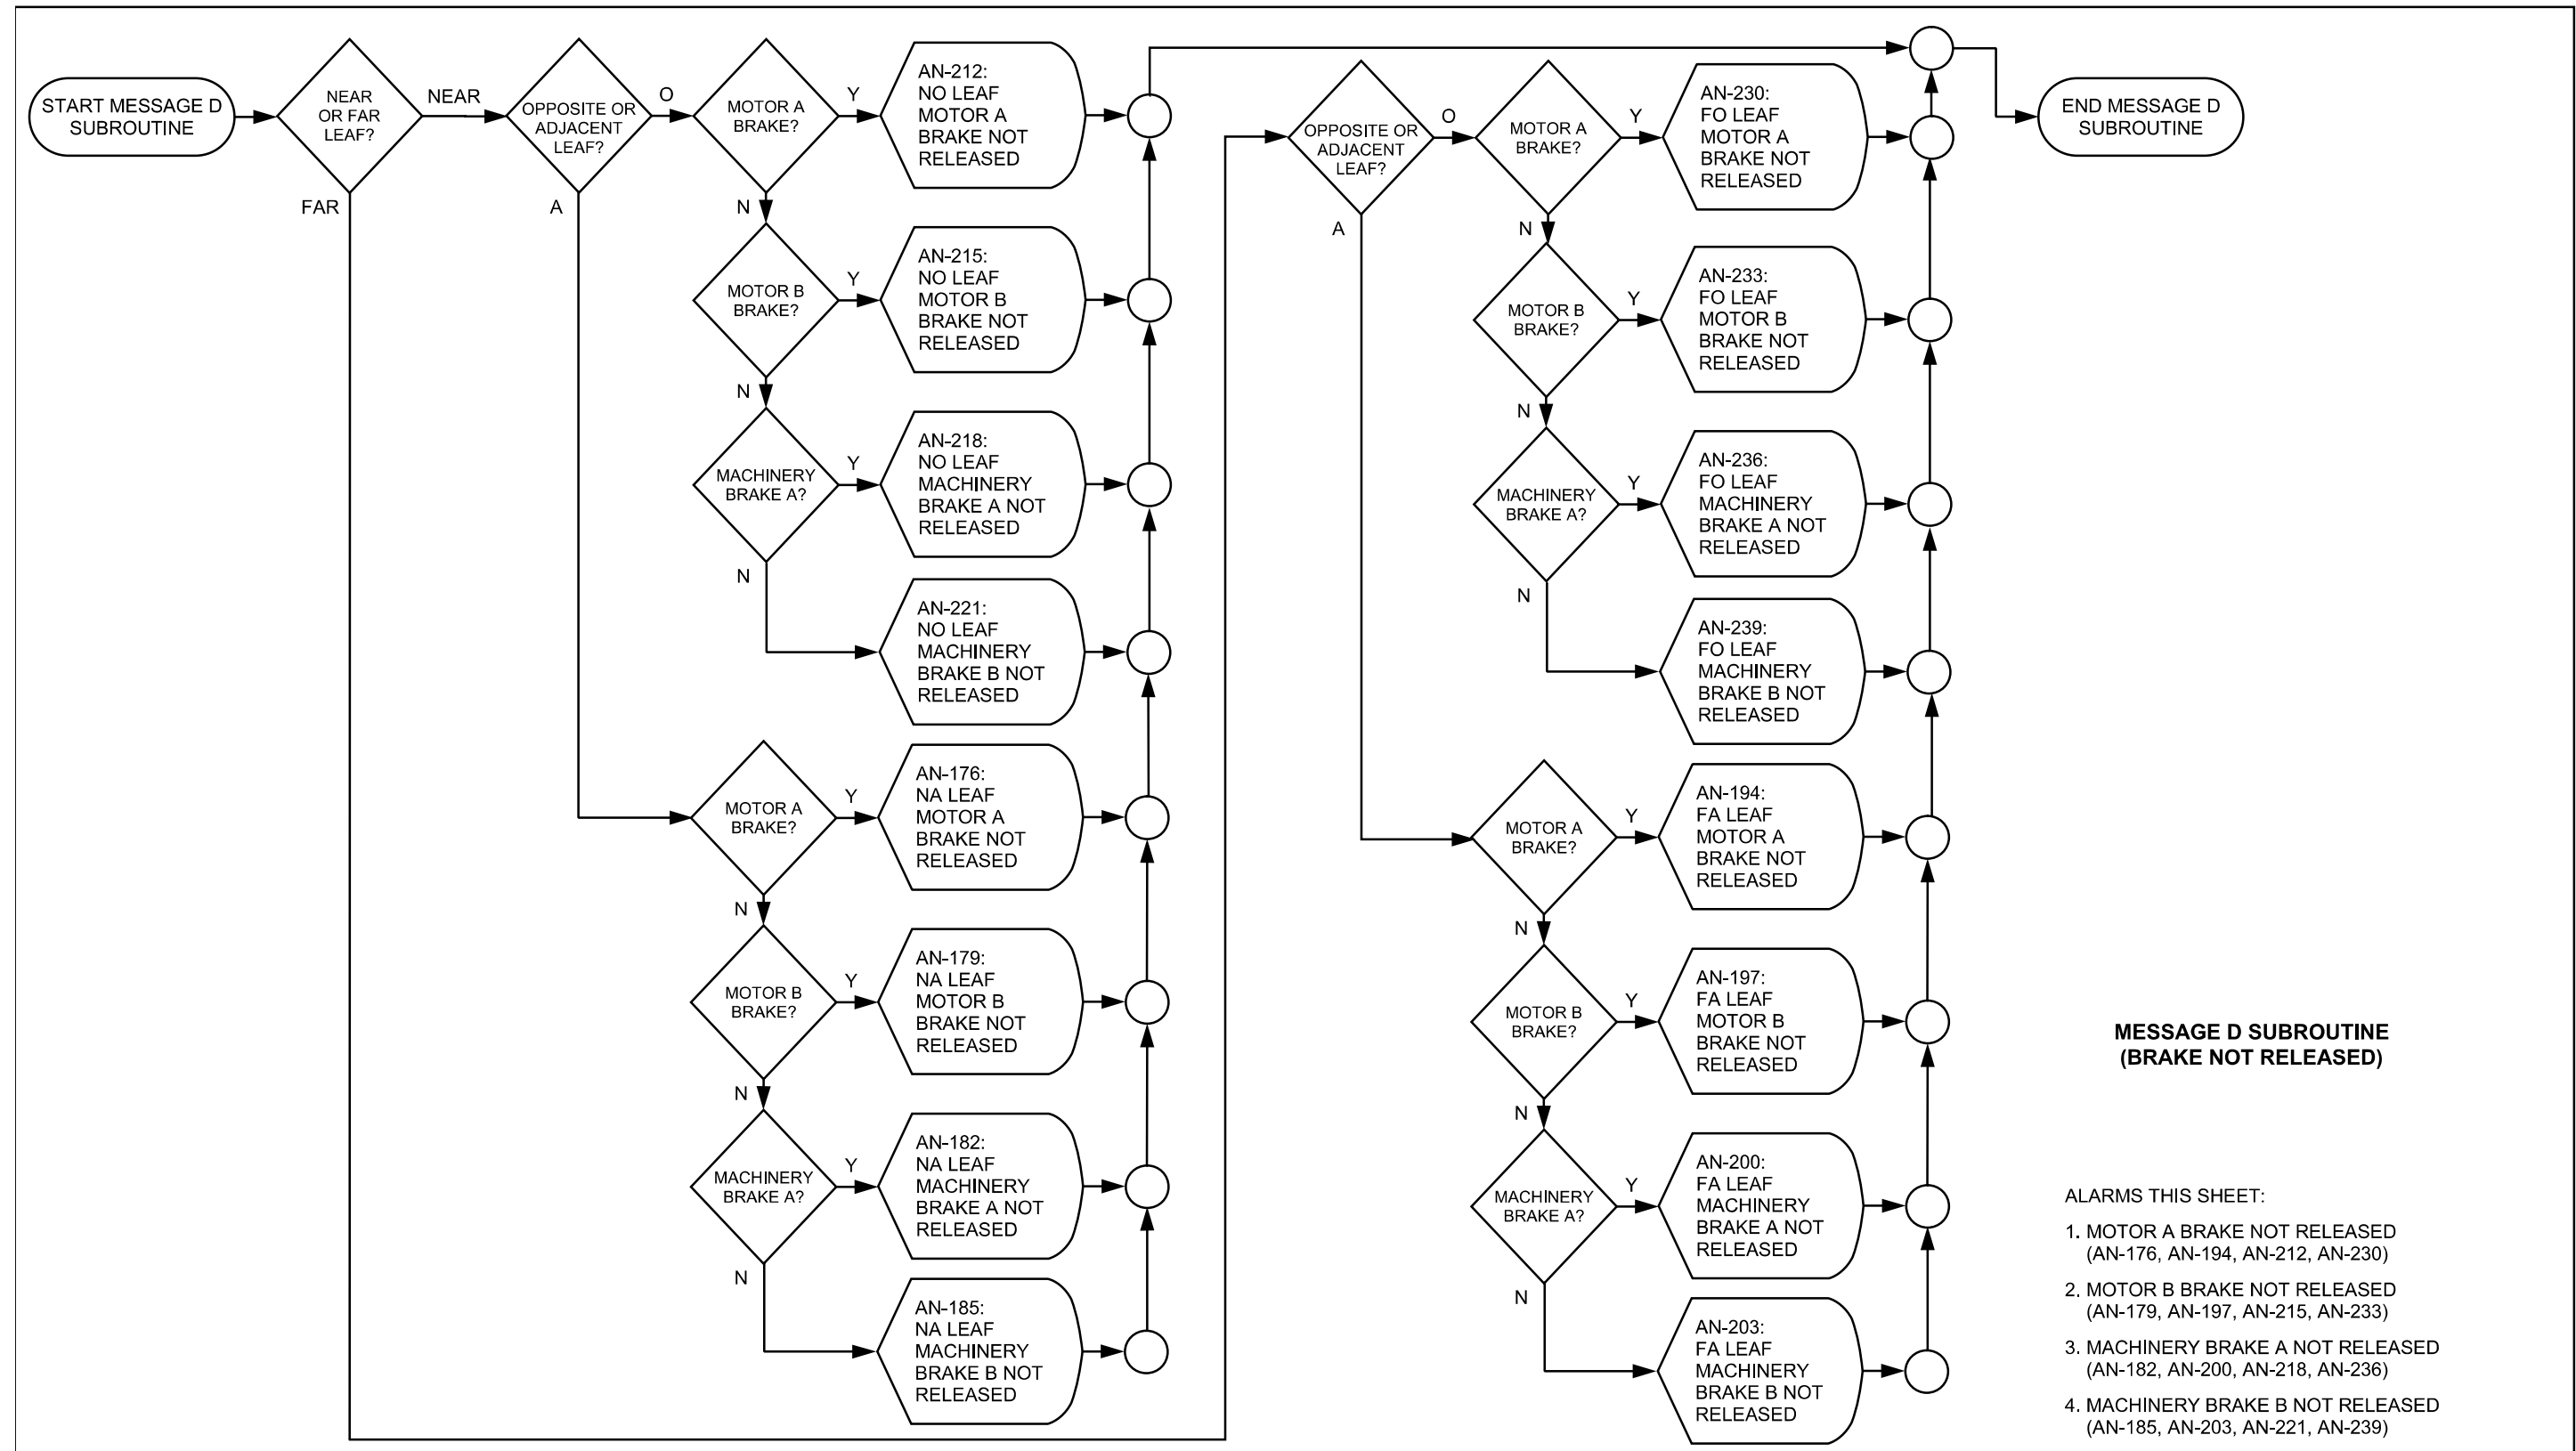 START MESSAGE D
SUBROUTINE
NEAR
OR FAR
LEAF?
NEAR
FAR
OPPOSITE OR
ADJACENT
LEAF?
O
A
MOTOR A
BRAKE?
Y
N
AN-212:
NO LEAF
MOTOR A
BRAKE NOT
RELEASED
MOTOR B
BRAKE?
Y
N
AN-215:
NO LEAF
MOTOR B
BRAKE NOT
RELEASED
MACHINERY
BRAKE A?
Y
N
AN-218:
NO LEAF
MACHINERY
BRAKE A NOT
RELEASED
AN-221:
NO LEAF
MACHINERY
BRAKE B NOT
RELEASED
MOTOR A
BRAKE?
Y
N
AN-176:
NA LEAF
MOTOR A
BRAKE NOT
RELEASED
MOTOR B
BRAKE?
Y
N
AN-179:
NA LEAF
MOTOR B
BRAKE NOT
RELEASED
MACHINERY
BRAKE A?
Y
N
AN-182:
NA LEAF
MACHINERY
BRAKE A NOT
RELEASED
AN-185:
NA LEAF
MACHINERY
BRAKE B NOT
RELEASED
OPPOSITE OR
ADJACENT
LEAF?
O
A
MOTOR A
BRAKE?
Y
N
AN-230:
FO LEAF
MOTOR A
BRAKE NOT
RELEASED
MOTOR B
BRAKE?
Y
N
AN-233:
FO LEAF
MOTOR B
BRAKE NOT
RELEASED
MACHINERY
BRAKE A?
Y
N
AN-236:
FO LEAF
MACHINERY
BRAKE A NOT
RELEASED
AN-239:
FO LEAF
MACHINERY
BRAKE B NOT
RELEASED
MOTOR A
BRAKE?
Y
N
AN-194:
FA LEAF
MOTOR A
BRAKE NOT
RELEASED
MOTOR B
BRAKE?
Y
N
AN-197:
FA LEAF
MOTOR B
BRAKE NOT
RELEASED
MACHINERY
BRAKE A?
Y
N
AN-200:
FA LEAF
MACHINERY
BRAKE A NOT
RELEASED
AN-203:
FA LEAF
MACHINERY
BRAKE B NOT
RELEASED
END MESSAGE D
SUBROUTINE
MESSAGE D SUBROUTINE
(BRAKE NOT RELEASED)
ALARMS THIS SHEET:
1. MOTOR A BRAKE NOT RELEASED
(AN-176, AN-194, AN-212, AN-230)
2. MOTOR B BRAKE NOT RELEASED
(AN-179, AN-197, AN-215, AN-233)
3. MACHINERY BRAKE A NOT RELEASED
(AN-182, AN-200, AN-218, AN-236)
4. MACHINERY BRAKE B NOT RELEASED
(AN-185, AN-203, AN-221, AN-239)